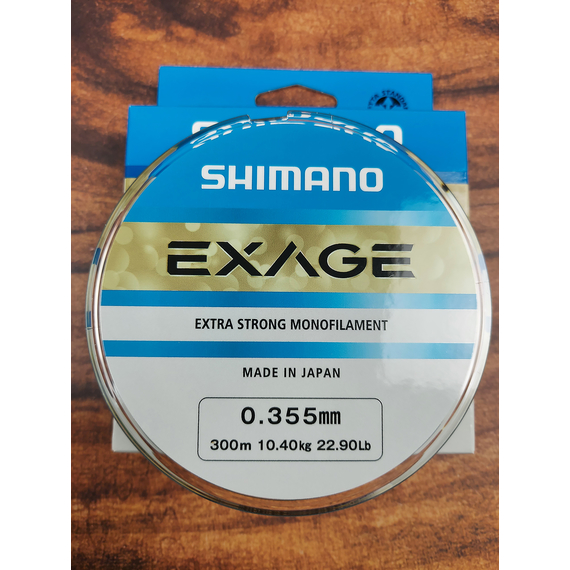 SHIMANO
EXAGE
EXTRA STRONG MONOFILAMENT
MADE IN JAPAN
0.355mm
300m 10.40kg 22.90Lb